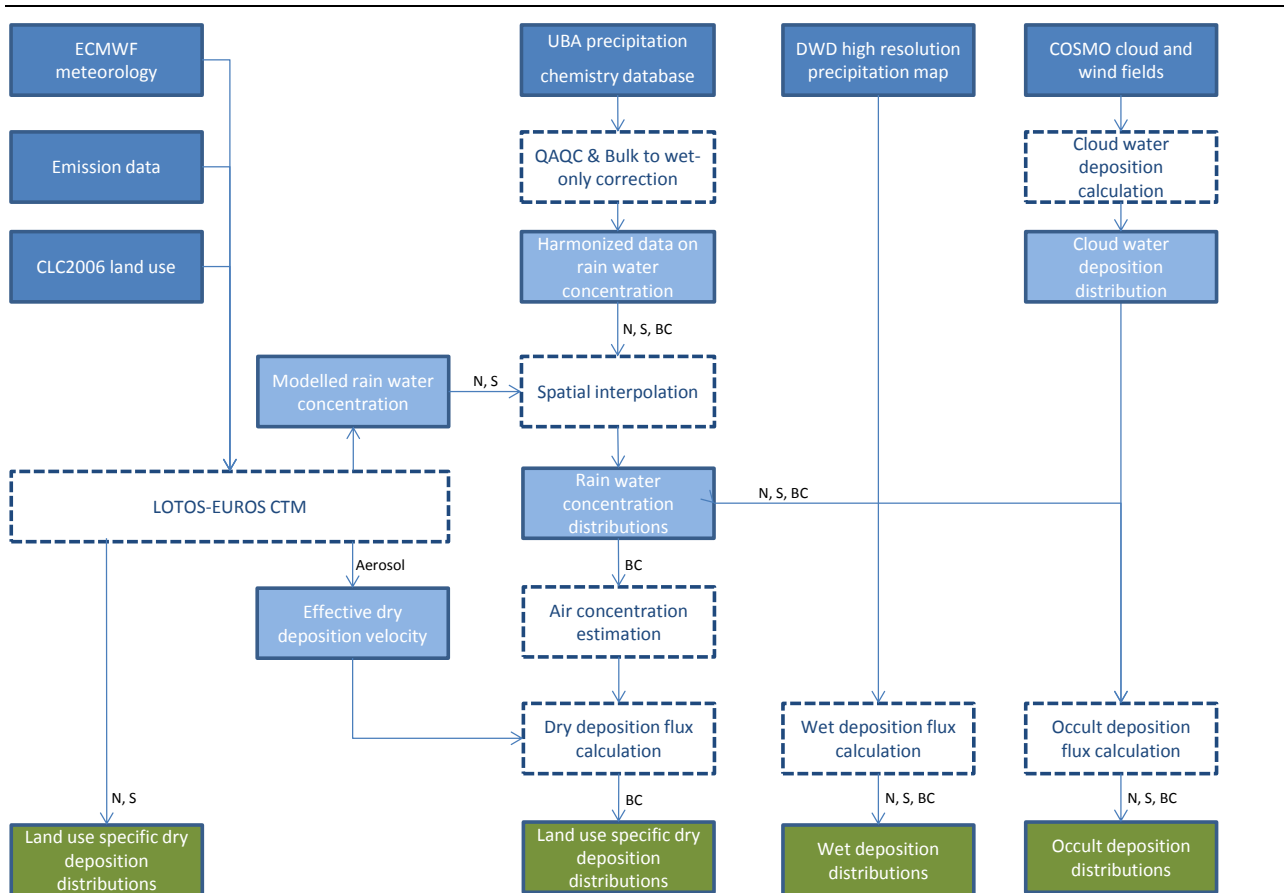 ECMWF
meteorology
UBA precipitation
chemistry database
DWD high resolution
precipitation map
COSMO cloud and
wind fields
Emission data
QAQC & Bulk to wet-
only correction
Cloud water
deposition
calculation
CLC2006 land use
Harmonized data on
rain water
concentration
Cloud water
deposition
distribution
N, S, BC
Modelled rain water
concentration
N, S
Spatial interpolation
LOTOS-EUROS CTM
Rain water
concentration
distributions
N, S, BC
Aerosol
BC
Effective dry
deposition velocity
Air concentration
estimation
Dry deposition flux
calculation
Wet deposition flux
calculation
Occult deposition
flux calculation
N, S
BC
N, S, BC
N, S, BC
Land use specific dry
deposition
distributions
Land use specific dry
deposition
distributions
Wet deposition
distributions
Occult deposition
distributions